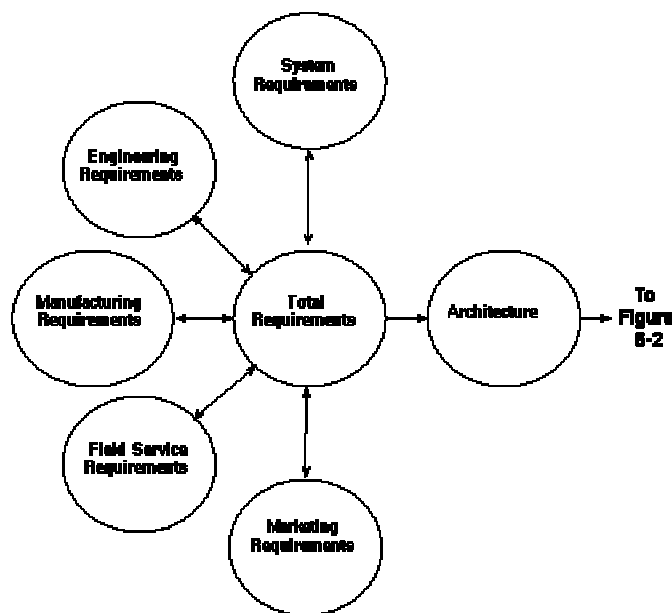 System
Requirements
Engineering
Requirements
Manufacturing
Requirements
Total
Requirements
Architecture
To
Figure
6-2
Field Service
Requirements
Marketing
Requirements